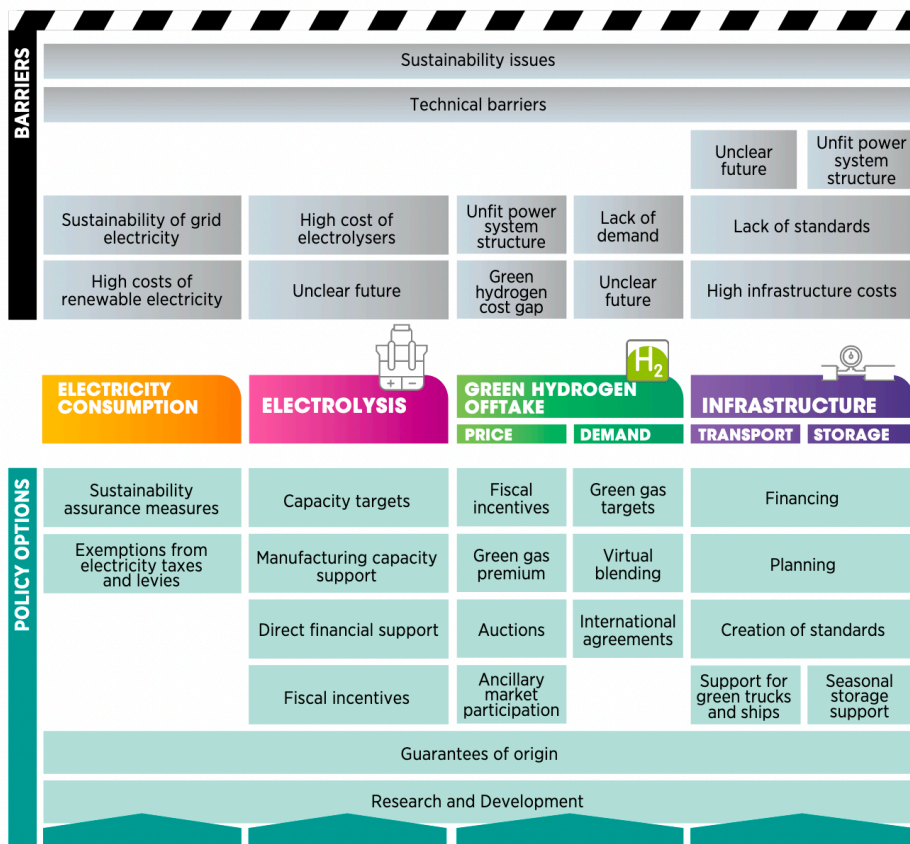 BARRIERS
Sustainability issues
Technical barriers
Unclear
future
Unfit power
system
structure
Sustainability of grid
electricity
High cost of
electrolysers
Unfit power
system
structure
Lack of
demand
Lack of standards
High costs of
renewable electricity
Unclear future
Green
hydrogen
cost gap
Unclear
future
High infrastructure costs
ELECTRICITY
CONSUMPTION
+ −
ELECTROLYSIS
H2
GREEN HYDROGEN
OFFTAKE
PRICE
DEMAND
INFRASTRUCTURE
TRANSPORT
STORAGE
POLICY OPTIONS
Sustainability
assurance measures
Capacity targets
Fiscal
incentives
Green gas
targets
Financing
Exemptions from
electricity taxes
and levies
Manufacturing capacity
support
Green gas
premium
Virtual
blending
Planning
Direct financial support
Auctions
International
agreements
Creation of standards
Fiscal incentives
Ancillary
market
participation
Support for
green trucks
and ships
Seasonal
storage
support
Guarantees of origin
Research and Development